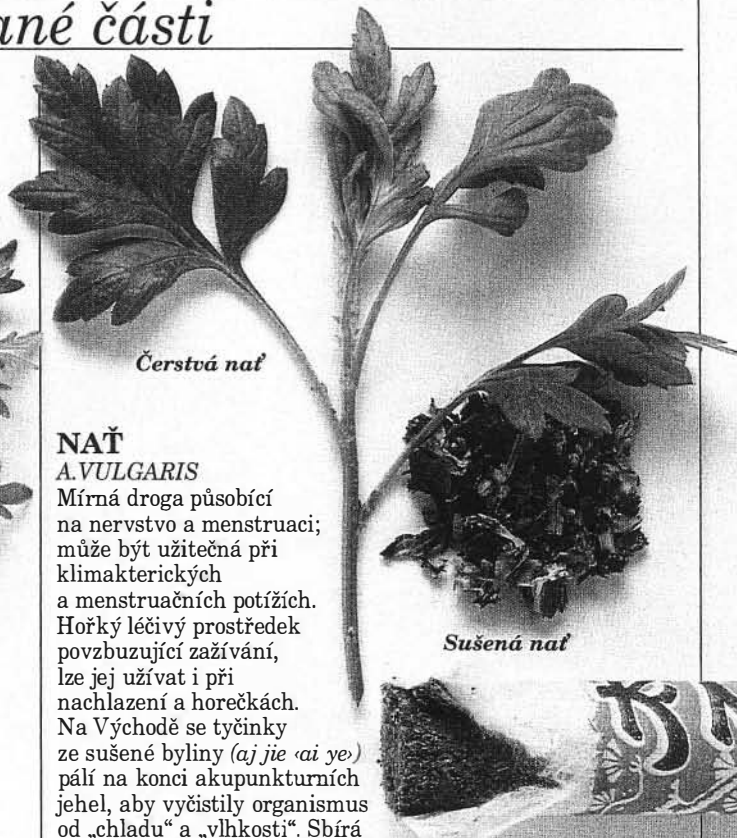 ané části
Čerstvá nať
NAŤ
A.VULGARIS
Mírná droga působící
na nervstvo a menstruaci;
může být užitečná při
klimakterických
a menstruačních potížích.
Hořký léčivý prostředek
povzbuzující zažívání,
lze jej užívat i při
nachlazení a horečkách.
Na Východě se tyčinky
ze sušené byliny (aj jie ‹ai ye›)
pálí na konci akupunkturních
jehel, aby vyčistily organismus
od „chladu“ a „vlhkosti“. Sbírá
Sušená nať